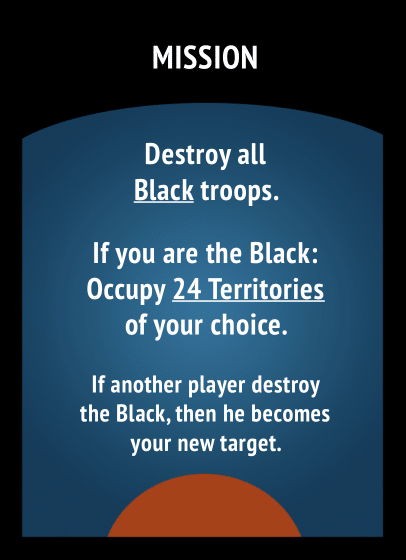 MISSION
Destroy all
Black troops.
If you are the Black:
Occupy 24 Territories
of your choice.
If another player destroy
the Black, then he becomes
your new target.